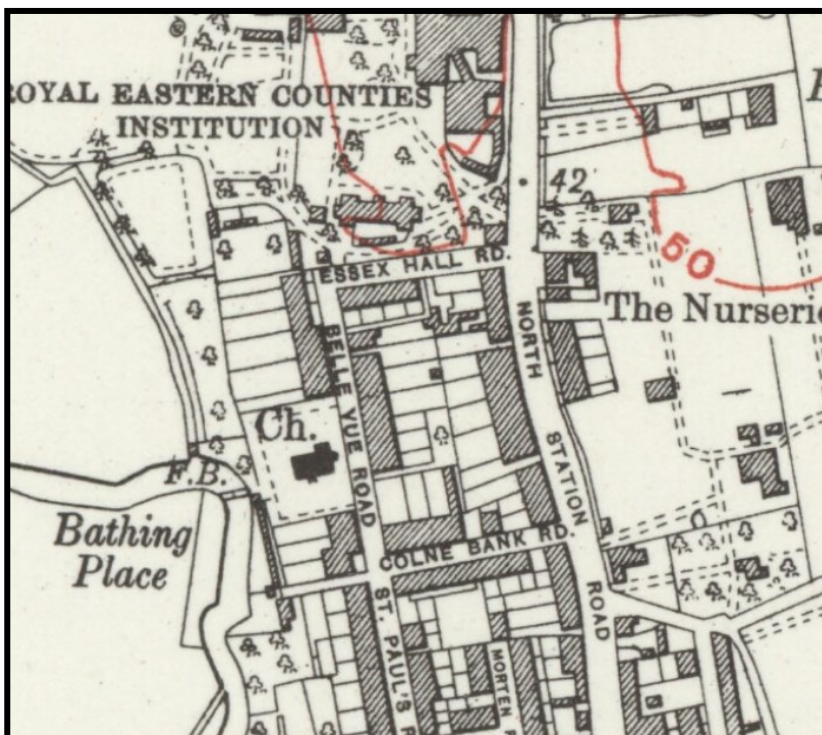 ROYAL EASTERN COUNTIES
INSTITUTION
42
50
ESSEX HALL RD.
The Nurserie
BELLE VUE ROAD
NORTH STATION ROAD
Ch.
F.B.
Bathing
Place
COLNE BANK RD.
ST. PAUL'S R
MORTEN R